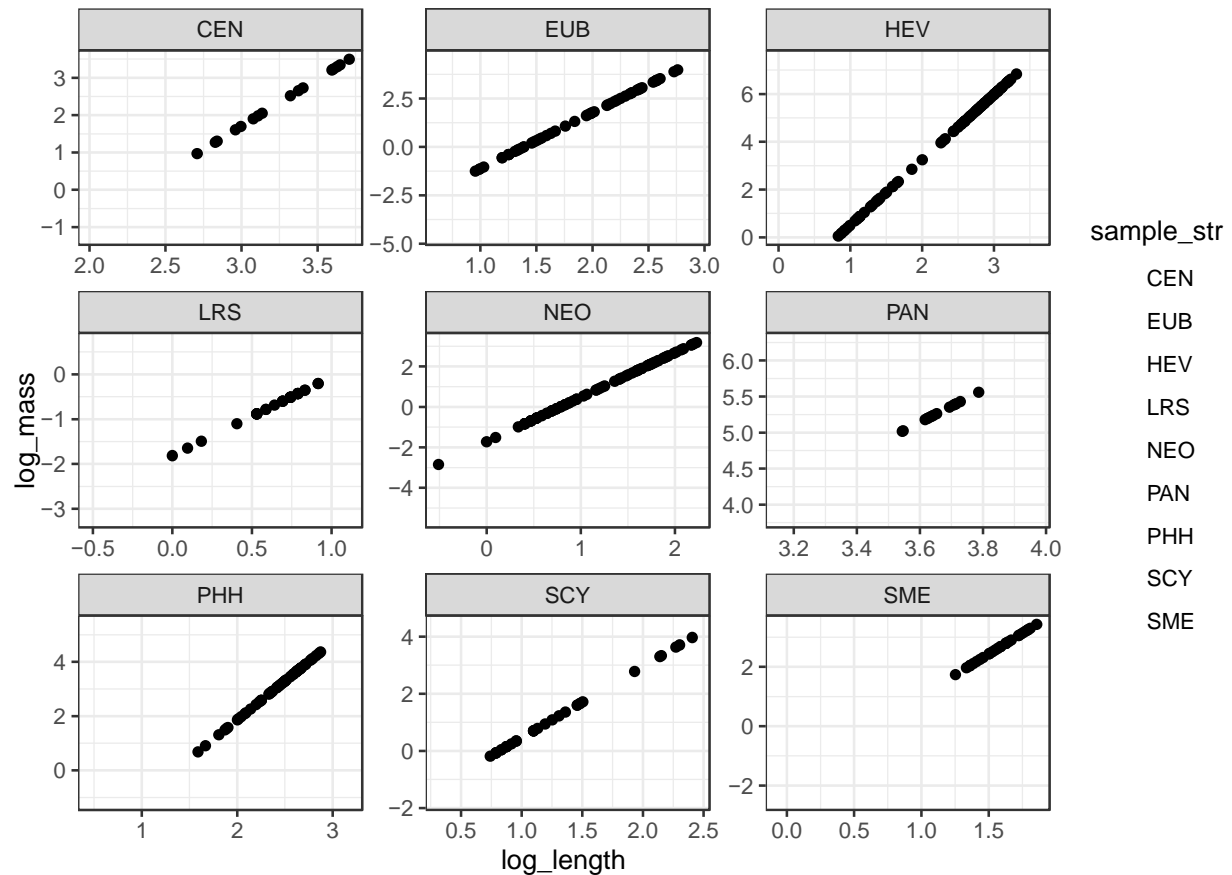 CEN EUB HEV
3
2
1
0
−1
2.0 2.5 3.0 3.5
2.5
0.0
−2.5
−5.0
1.0 1.5 2.0 2.5 3.0
6
4
2
0
0 1 2 3
LRS NEO PAN
0
−1
−2
−3
−0.5 0.0 0.5 1.0
2
0
−2
−4
0 1 2
6.0
5.5
5.0
4.5
4.0
3.2 3.4 3.6 3.8 4.0
PHH SCY SME
4
2
0
1 2 3
4
2
0
−2
0.5 1.0 1.5 2.0 2.5
2
0
−2
0.0 0.5 1.0 1.5
log_mass
log_length
sample_str
CEN
EUB
HEV
LRS
NEO
PAN
PHH
SCY
SME